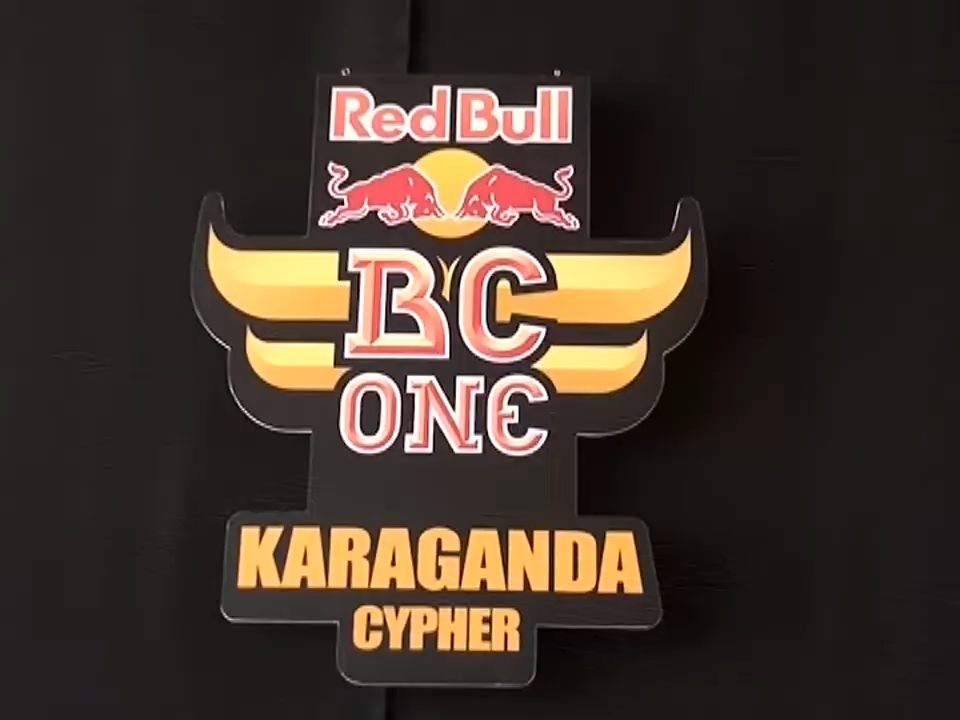 Red Bull
BC
ONE
KARAGANDA
CYPHER